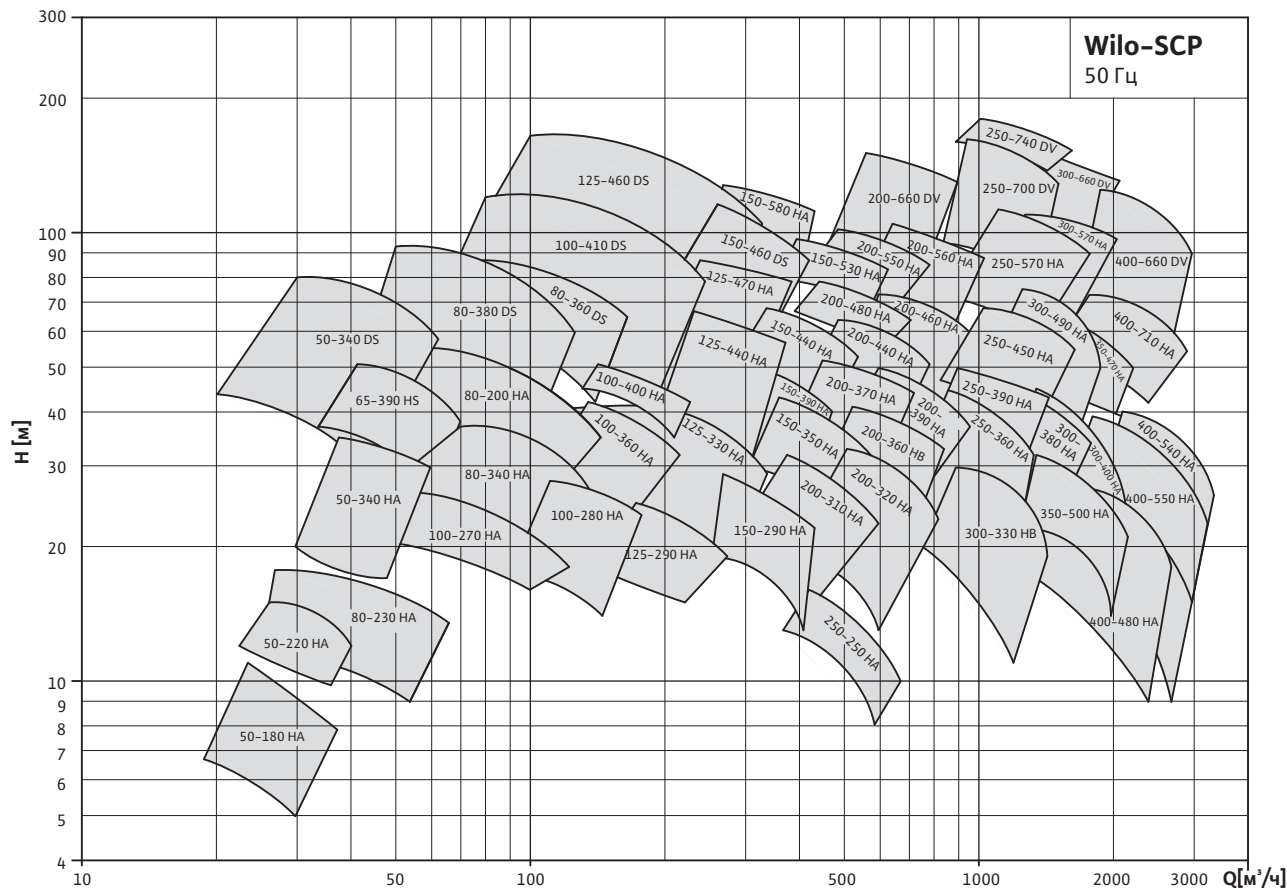 300
Wilo-SCP
50 Гц
200
250-740 DV
300-660 DV
125-460 DS
250-700 DV
150-580 HA
200-660 DV
100
300-570 HA
100-410 DS
150-460 DS
200-550 HA
200-560 HA
90
150-530 HA
250-570 HA
400-660 DV
80
125-470 HA
80-360 DS
70
80-380 DS
200-480 HA
200-460 HA
300-490 HA
400-710 HA
60
50-340 DS
125-440 HA
150-440 HA
200-440 HA
250-450 HA
350-470 HA
50
100-400 HA
65-390 HS
80-200 HA
150-390 HA
200-370 HA
250-390 HA
40
100-360 HA
125-330 HA
150-350 HA
200-360 HB
200-
390 HA
250-360 HA
300-
380 HA
300-400 HA
400-540 HA
H [м]
30
80-340 HA
50-340 HA
100-280 HA
200-310 HA
200-320 HA
350-500 HA
400-550 HA
100-270 HA
150-290 HA
300-330 HB
20
125-290 HA
80-230 HA
50-220 HA
250-250 HA
400-480 HA
10
9
8
50-180 HA
7
6
5
4
10
50
100
500
1000
2000
3000
Q[м³/ч]